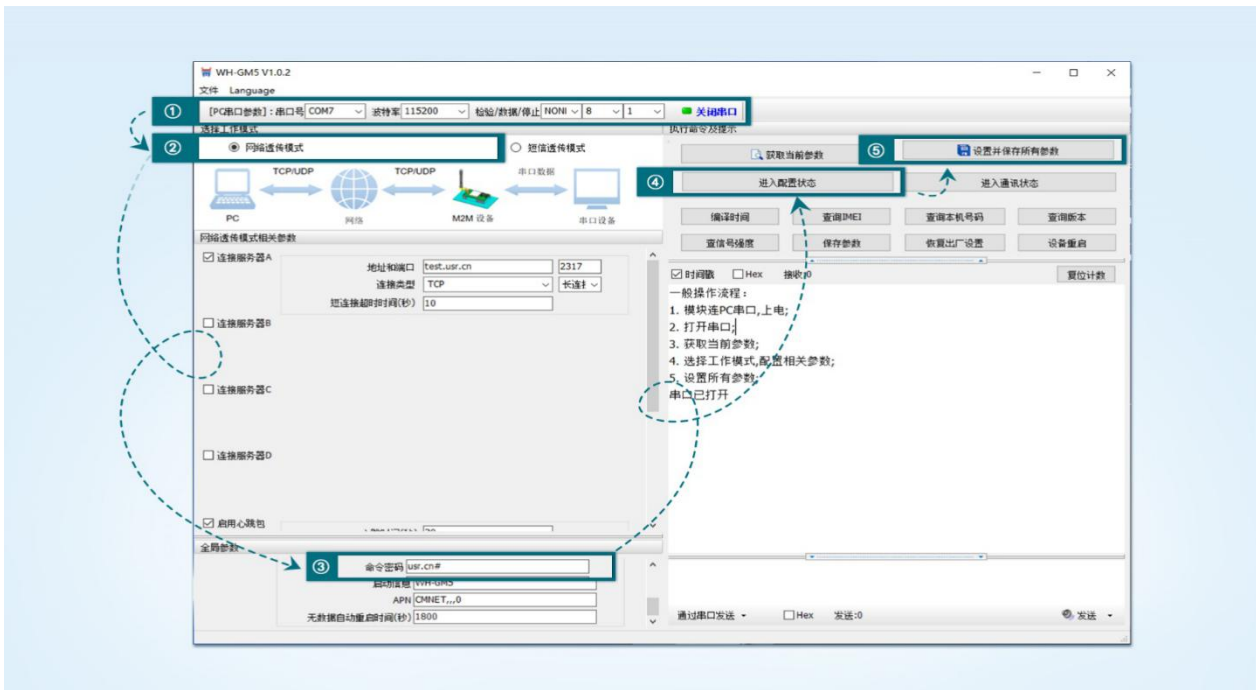 WH-GM5 V1.0.2
文件 Language
① [PC串口参数]:串口号 COM7 波特率 115200 检验/数据/停止 NONI 8 1 关闭串口
选择工作模式
② 网络透传模式 短信透传模式
TCP/UDP TCP/UDP 串口数据
PC 网络 M2M 设备 串口设备
网络透传模式相关参数
连接服务器A
地址和端口 test.usr.cn 2317
连接类型 TCP 长连接
短连接超时时间(秒) 10
连接服务器B
连接服务器C
连接服务器D
启用心跳包
全局参数
③ 命令密码 usr.cn#
启动信息 WH-GM5
APN CMNET,,,0
无数据自动重启时间(秒) 1800
执行命令及提示
获取当前参数 ⑤ 设置并保存所有参数
④ 进入配置状态 进入通讯状态
编译时间 查询IMEI 查询本机号码 查询版本
查信号强度 保存参数 恢复出厂设置 设备重启
时间戳 Hex 接收:0 复位计数
一般操作流程:
1. 模块连PC串口,上电;
2. 打开串口;
3. 获取当前参数;
4. 选择工作模式,配置相关参数;
5. 设置所有参数;
串口已打开
通过串口发送 Hex 发送:0 发送